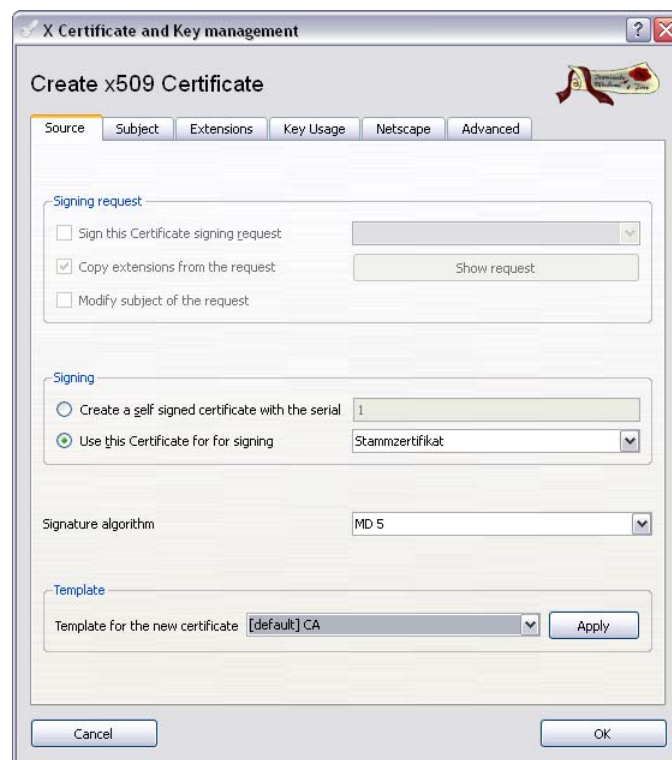 X Certificate and Key management
Create x509 Certificate
Source Subject Extensions Key Usage Netscape Advanced
Signing request
Sign this Certificate signing request
Copy extensions from the request Show request
Modify subject of the request
Signing
Create a self signed certificate with the serial 1
Use this Certificate for for signing Stammzertifikat
Signature algorithm MD 5
Template
Template for the new certificate [default] CA Apply
Cancel OK